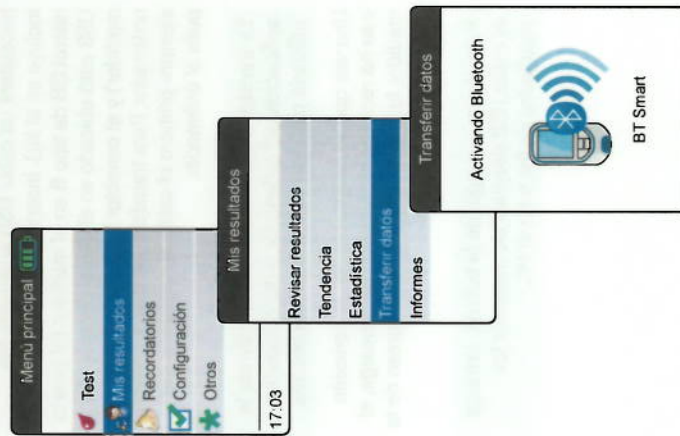 Menú principal
Test
Mis resultados
Recordatorios
Configuración
Otros
17:03
Mis resultados
Revisar resultados
Tendencia
Estadística
Transferir datos
Informes
Transferir datos
Activando Bluetooth
BT Smart